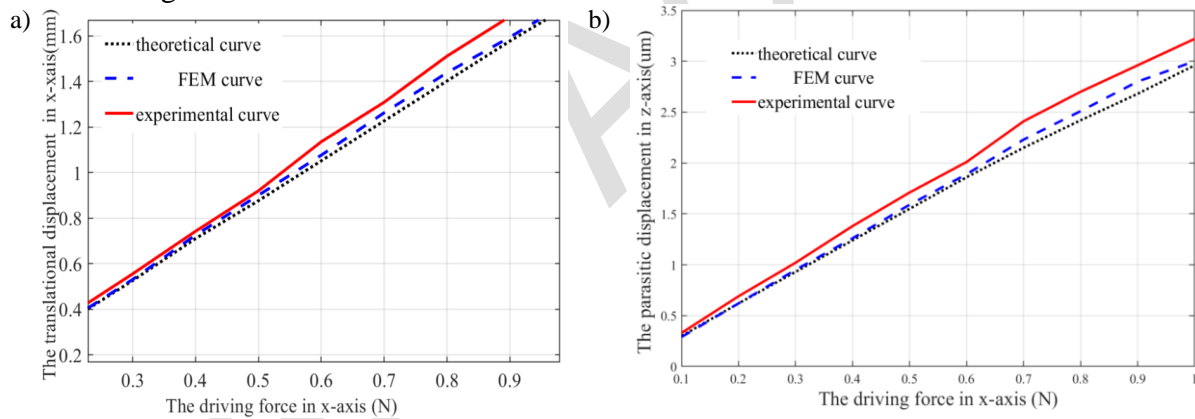 a)
The translational displacement in x-xais(mm)
1.6
1.4
1.2
1
0.8
0.6
0.4
0.2
theoretical curve
FEM curve
experimental curve
0.3 0.4 0.5 0.6 0.7 0.8 0.9
The driving force in x-axis (N)
b)
The parasitic displacement in z-axis(um)
3.5
3
2.5
2
1.5
1
0.5
0
theoretical curve
FEM curve
experimental curve
0.1 0.2 0.3 0.4 0.5 0.6 0.7 0.8 0.9 1
The driving force in x-axis (N)